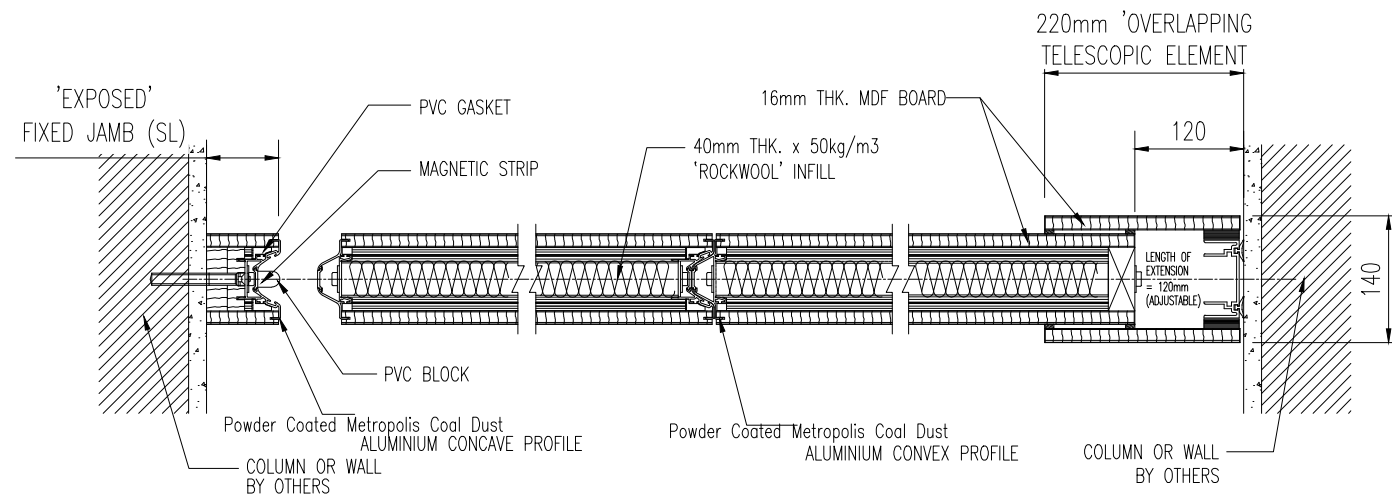 220mm 'OVERLAPPING
TELESCOPIC ELEMENT
'EXPOSED'
FIXED JAMB (SL)
PVC GASKET
16mm THK. MDF BOARD
120
40mm THK. x 50kg/m3
'ROCKWOOL' INFILL
MAGNETIC STRIP
LENGTH OF
EXTENSION
= 120mm
(ADJUSTABLE)
140
PVC BLOCK
Powder Coated Metropolis Coal Dust
ALUMINIUM CONCAVE PROFILE
Powder Coated Metropolis Coal Dust
ALUMINIUM CONVEX PROFILE
COLUMN OR WALL
BY OTHERS
COLUMN OR WALL
BY OTHERS